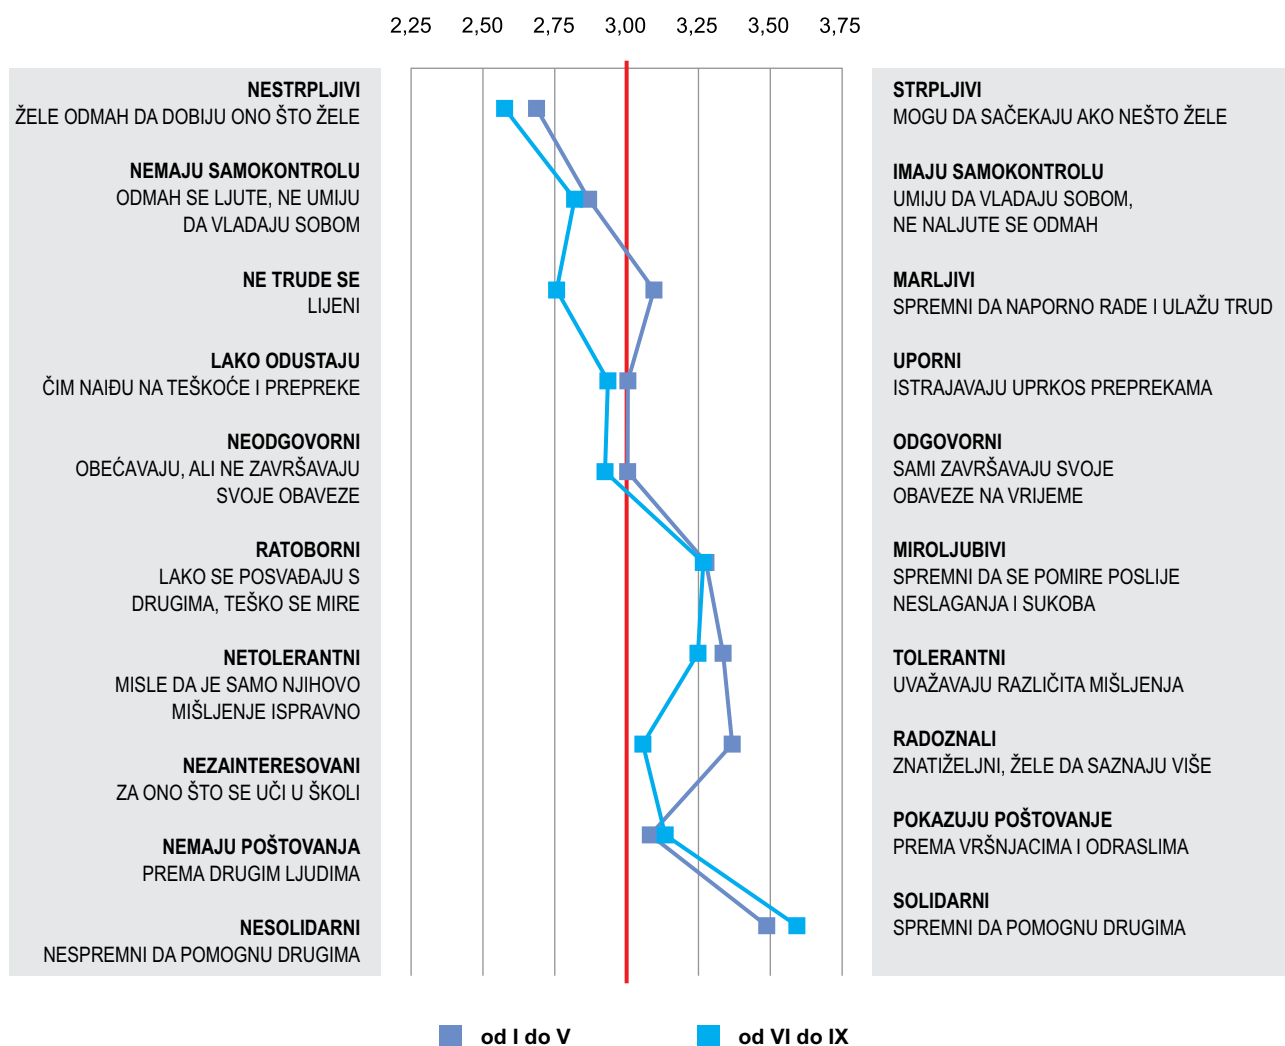 2,25 2,50 2,75 3,00 3,25 3,50 3,75
NESTRPLJIVI
ŽELE ODMAH DA DOBIJU ONO ŠTO ŽELE
NEMAJU SAMOKONTROLU
ODMAH SE LJUTE, NE UMIJU
DA VLADAJU SOBOM
NE TRUDE SE
LIJENI
LAKO ODUSTAJU
ČIM NAIĐU NA TEŠKOĆE I PREPREKE
NEODGOVORNI
OBEĆAVAJU, ALI NE ZAVRŠAVAJU
SVOJE OBAVEZE
RATOBORNI
LAKO SE POSVAĐAJU S
DRUGIMA, TEŠKO SE MIRE
NETOLERANTNI
MISLE DA JE SAMO NJIHOVO
MIŠLJENJE ISPRAVNO
NEZAINTERESOVANI
ZA ONO ŠTO SE UČI U ŠKOLI
NEMAJU POŠTOVANJA
PREMA DRUGIM LJUDIMA
NESOLIDARNI
NESPREMNI DA POMOGNU DRUGIMA
STRPLJIVI
MOGU DA SAČEKAJU AKO NEŠTO ŽELE
IMAJU SAMOKONTROLU
UMIJU DA VLADAJU SOBOM,
NE NALJUTE SE ODMAH
MARLJIVI
SPREMNI DA NAPORNO RADE I ULAŽU TRUD
UPORNI
ISTRAJAVAJU UPRKOS PREPREKAMA
ODGOVORNI
SAMI ZAVRŠAVAJU SVOJE
OBAVEZE NA VRIJEME
MIROLJUBIVI
SPREMNI DA SE POMIRE POSLIJE
NESLAGANJA I SUKOBA
TOLERANTNI
UVAŽAVAJU RAZLIČITA MIŠLJENJA
RADOZNALI
ZNATIŽELJNI, ŽELE DA SAZNAJU VIŠE
POKAZUJU POŠTOVANJE
PREMA VRŠNJACIMA I ODRASLIMA
SOLIDARNI
SPREMNI DA POMOGNU DRUGIMA
od I do V
od VI do IX